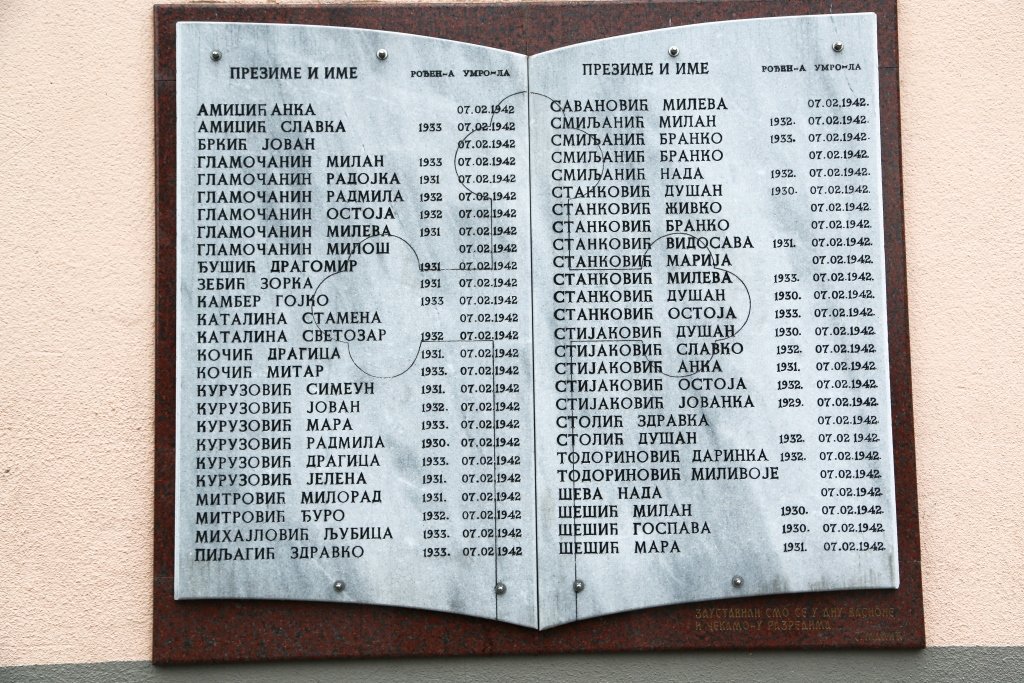 ПРЕЗИМЕ И ИМЕ РОЂЕН-А УМРО-ЛА
АМИЏИЋ АНКА 07.02.1942
АМИЏИЋ СЛАВКА 1933 07.02.1942
БРКИЋ ЈОВАН 07.02.1942
ГЛАМОЧАНИН МИЛАН 1933 07.02.1942
ГЛАМОЧАНИН РАДОЈКА 1931 07.02.1942
ГЛАМОЧАНИН РАДМИЛА 1932 07.02.1942
ГЛАМОЧАНИН ОСТОЈА 1932 07.02.1942
ГЛАМОЧАНИН МИЛЕВА 1931 07.02.1942
ГЛАМОЧАНИН МИЛОШ 07.02.1942
ЂУШИЋ ДРАГОМИР 1931 07.02.1942
ЗЕБИЋ ЗОРКА 1931 07.02.1942
КАМБЕР ГОЈКО 1933 07.02.1942
КАТАЛИНА СТАМЕНА 07.02.1942
КАТАЛИНА СВЕТОЗАР 1932 07.02.1942
КОЧИЋ ДРАГИЦА 1931. 07.02.1942
КОЧИЋ МИТАР 1933. 07.02.1942
КУРУЗОВИЋ СИМЕУН 1931. 07.02.1942
КУРУЗОВИЋ ЈОВАН 1932. 07.02.1942
КУРУЗОВИЋ МАРА 1933. 07.02.1942
КУРУЗОВИЋ РАДМИЛА 1930. 07.02.1942
КУРУЗОВИЋ ДРАГИЦА 1933. 07.02.1942
КУРУЗОВИЋ ЈЕЛЕНА 1931. 07.02.1942
МИТРОВИЋ МИЛОРАД 1931. 07.02.1942
МИТРОВИЋ ЂУРО 1932. 07.02.1942
МИХАЈЛОВИЋ ЉУБИЦА 1933. 07.02.1942
ПИЉАГИЋ ЗДРАВКО 1933. 07.02.1942
ПРЕЗИМЕ И ИМЕ РОЂЕН-А УМРО-ЛА
САВАНОВИЋ МИЛЕВА 07.02.1942.
СМИЉАНИЋ МИЛАН 1932. 07.02.1942.
СМИЉАНИЋ БРАНКО 1933. 07.02.1942.
СМИЉАНИЋ БРАНКО 07.02.1942.
СМИЉАНИЋ НАДА 1932. 07.02.1942.
СТАНКОВИЋ ДУШАН 1930. 07.02.1942.
СТАНКОВИЋ ЖИВКО 07.02.1942.
СТАНКОВИЋ БРАНКО 07.02.1942.
СТАНКОВИЋ ВИДОСАВА 1931. 07.02.1942.
СТАНКОВИЋ МАРИЈА 07.02.1942.
СТАНКОВИЋ МИЛЕВА 1933. 07.02.1942.
СТАНКОВИЋ ДУШАН 1930. 07.02.1942.
СТАНКОВИЋ ОСТОЈА 1933. 07.02.1942.
СТИЈАКОВИЋ ДУШАН 1930. 07.02.1942.
СТИЈАКОВИЋ СЛАВКО 1932. 07.02.1942.
СТИЈАКОВИЋ АНКА 1931. 07.02.1942.
СТИЈАКОВИЋ ОСТОЈА 1932. 07.02.1942.
СТИЈАКОВИЋ ЈОВАНКА 1929. 07.02.1942.
СТОЛИЋ ЗДРАВКА 07.02.1942.
СТОЛИЋ ДУШАН 1932. 07.02.1942.
ТОДОРИНОВИЋ ДАРИНКА 1932. 07.02.1942.
ТОДОРИНОВИЋ МИЛИВОЈЕ 07.02.1942.
ШЕВА НАДА 07.02.1942.
ШЕШИЋ МИЛАН 1930. 07.02.1942.
ШЕШИЋ ГОСПАВА 1930. 07.02.1942.
ШЕШИЋ МАРА 1931. 07.02.1942.
ЗАУСТАВИЛИ СМО СЕ У ДНУ ВАСИОНЕ
И ЧЕКАМО У РАЗРЕДИМА